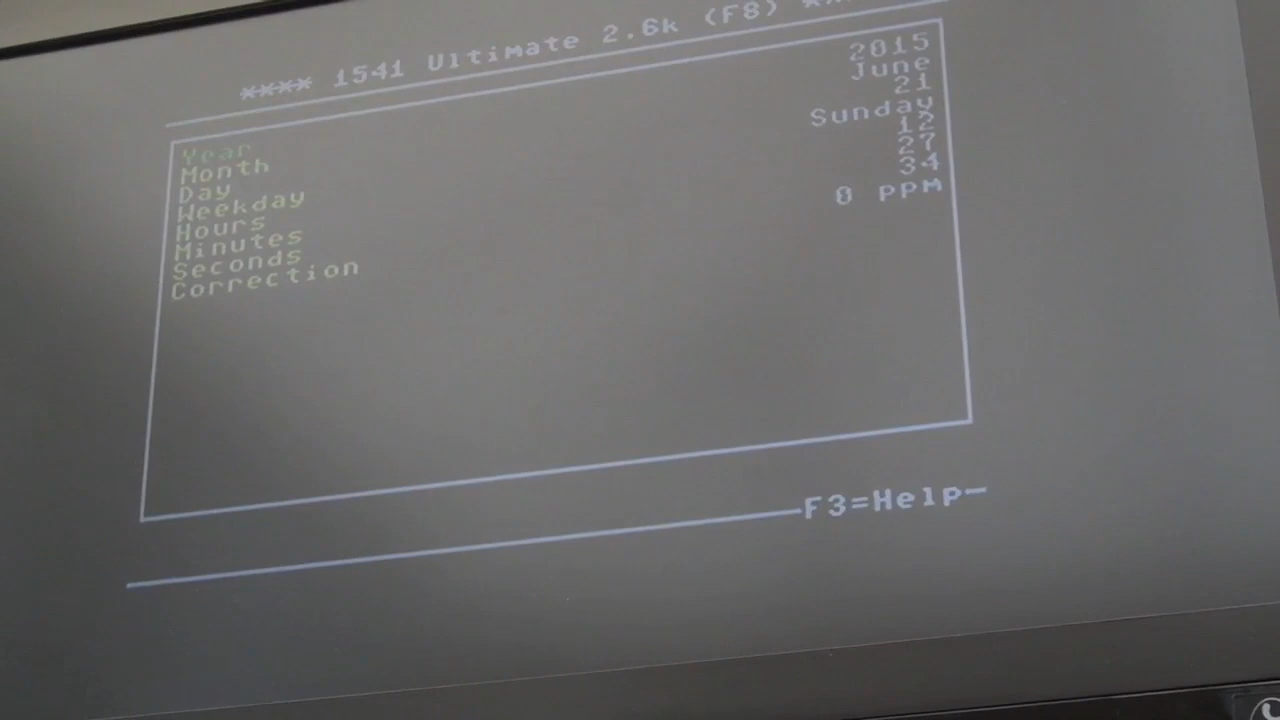 **** 1541 Ultimate 2.6k (F8) **
Year 2015
Month June
Day 21
Weekday Sunday
Hours 12
Minutes 27
Seconds 34
Correction 0 ppm
F3=Help